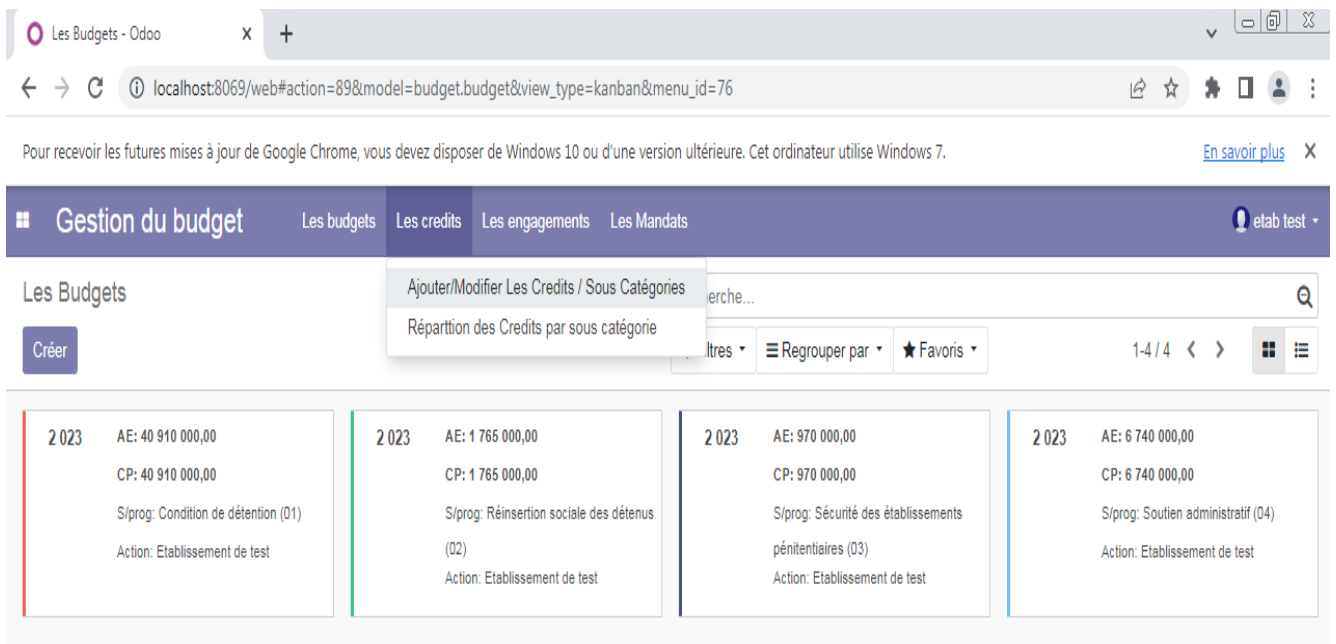 Les Budgets - Odoo
localhost:8069/web#action=89&model=budget.budget&view_type=kanban&menu_id=76
Pour recevoir les futures mises à jour de Google Chrome, vous devez disposer de Windows 10 ou d'une version ultérieure. Cet ordinateur utilise Windows 7. En savoir plus
Gestion du budget Les budgets Les credits Les engagements Les Mandats etab test
Les Budgets
Ajouter/Modifier Les Credits / Sous Catégories
erche...
Réparttion des Credits par sous catégorie
Créer
ltres Regrouper par Favoris 1-4 / 4
2 023 AE: 40 910 000,00
CP: 40 910 000,00
S/prog: Condition de détention (01)
Action: Etablissement de test
2 023 AE: 1 765 000,00
CP: 1 765 000,00
S/prog: Réinsertion sociale des détenus
(02)
Action: Etablissement de test
2 023 AE: 970 000,00
CP: 970 000,00
S/prog: Sécurité des établissements
pénitentiaires (03)
Action: Etablissement de test
2 023 AE: 6 740 000,00
CP: 6 740 000,00
S/prog: Soutien administratif (04)
Action: Etablissement de test